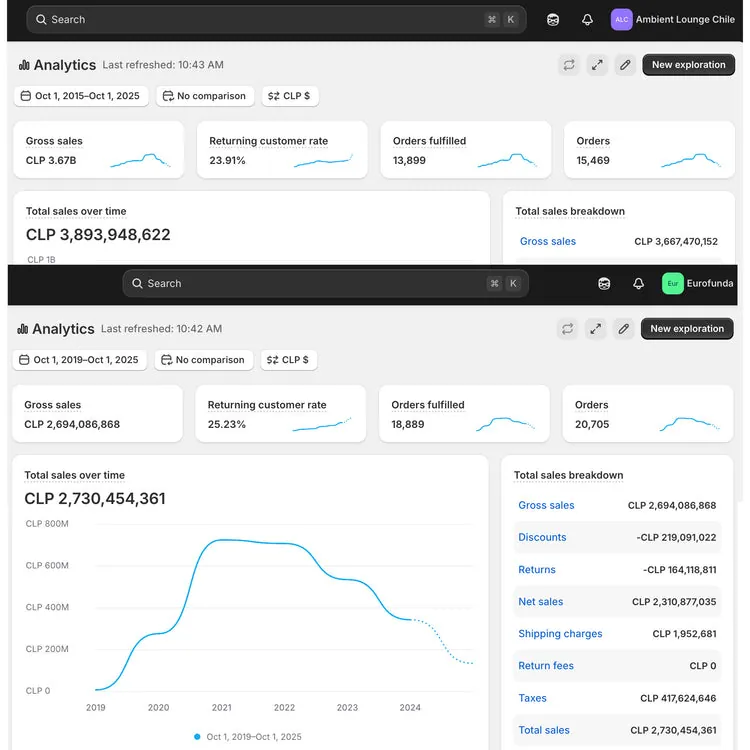 Search ⌘ K ALC Ambient Lounge Chile
Analytics Last refreshed: 10:43 AM New exploration
Oct 1, 2015–Oct 1, 2025 No comparison CLP $
Gross sales Returning customer rate Orders fulfilled Orders
CLP 3.67B 23.91% 13,899 15,469
Total sales over time Total sales breakdown
CLP 3,893,948,622
Gross sales CLP 3,667,470,152
CLP 1B
Search ⌘ K Eur Eurofunda
Analytics Last refreshed: 10:42 AM New exploration
Oct 1, 2019–Oct 1, 2025 No comparison CLP $
Gross sales Returning customer rate Orders fulfilled Orders
CLP 2,694,086,868 25.23% 18,889 20,705
Total sales over time Total sales breakdown
CLP 2,730,454,361
Gross sales CLP 2,694,086,868
CLP 800M
Discounts -CLP 219,091,022
CLP 600M
Returns -CLP 164,118,811
Net sales CLP 2,310,877,035
CLP 400M
Shipping charges CLP 1,952,681
CLP 200M
Return fees CLP 0
CLP 0
Taxes CLP 417,624,646
2019 2020 2021 2022 2023 2024
Total sales CLP 2,730,454,361
Oct 1, 2019–Oct 1, 2025